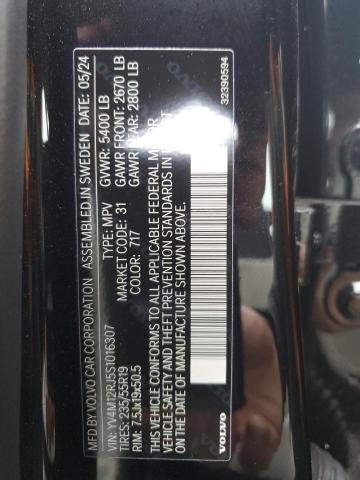 MFD BY VOLVO CAR CORPORATION. ASSEMBLED IN SWEDEN DATE: 05/24
VIN: YV4M12RJ5S1016307 TYPE: MPV GVWR: 5400 LB
TIRES: 235/55R19 MARKET CODE: 31 GAWR FRONT: 2670 LB
RIM: 7.5Jx19x50.5 COLOR: 717 GAWR REAR: 2800 LB
THIS VEHICLE CONFORMS TO ALL APPLICABLE FEDERAL MOTOR
VEHICLE SAFETY AND THEFT PREVENTION STANDARDS IN EFFECT ON THE
DATE OF MANUFACTURE SHOWN ABOVE.
VOLVO 32390594